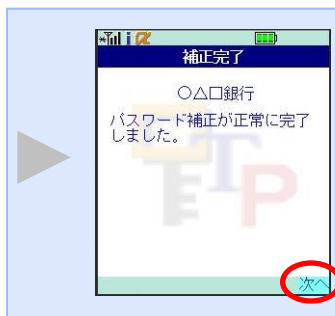 補正完了
○△□銀行
パスワード補正が正常に完了
しました。
次へ